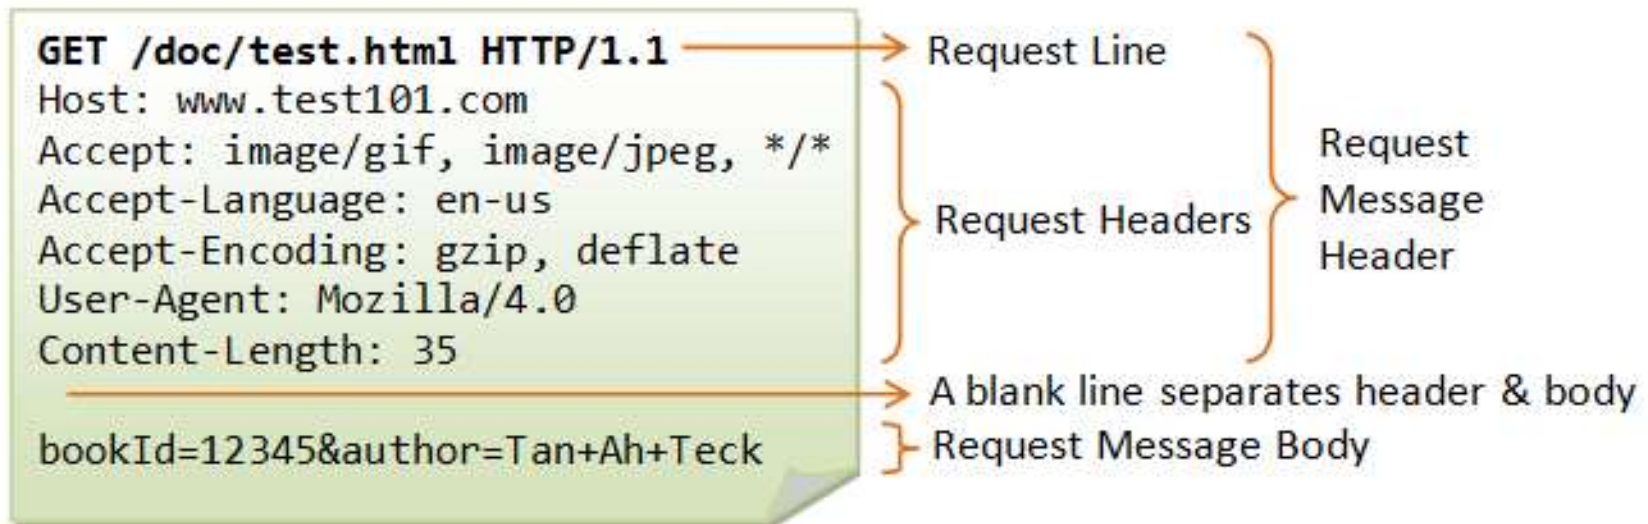 GET /doc/test.html HTTP/1.1
Host: www.test101.com
Accept: image/gif, image/jpeg, */*
Accept-Language: en-us
Accept-Encoding: gzip, deflate
User-Agent: Mozilla/4.0
Content-Length: 35
bookId=12345&author=Tan+Ah+Teck
Request Line
Request Headers
Request
Message
Header
A blank line separates header & body
Request Message Body